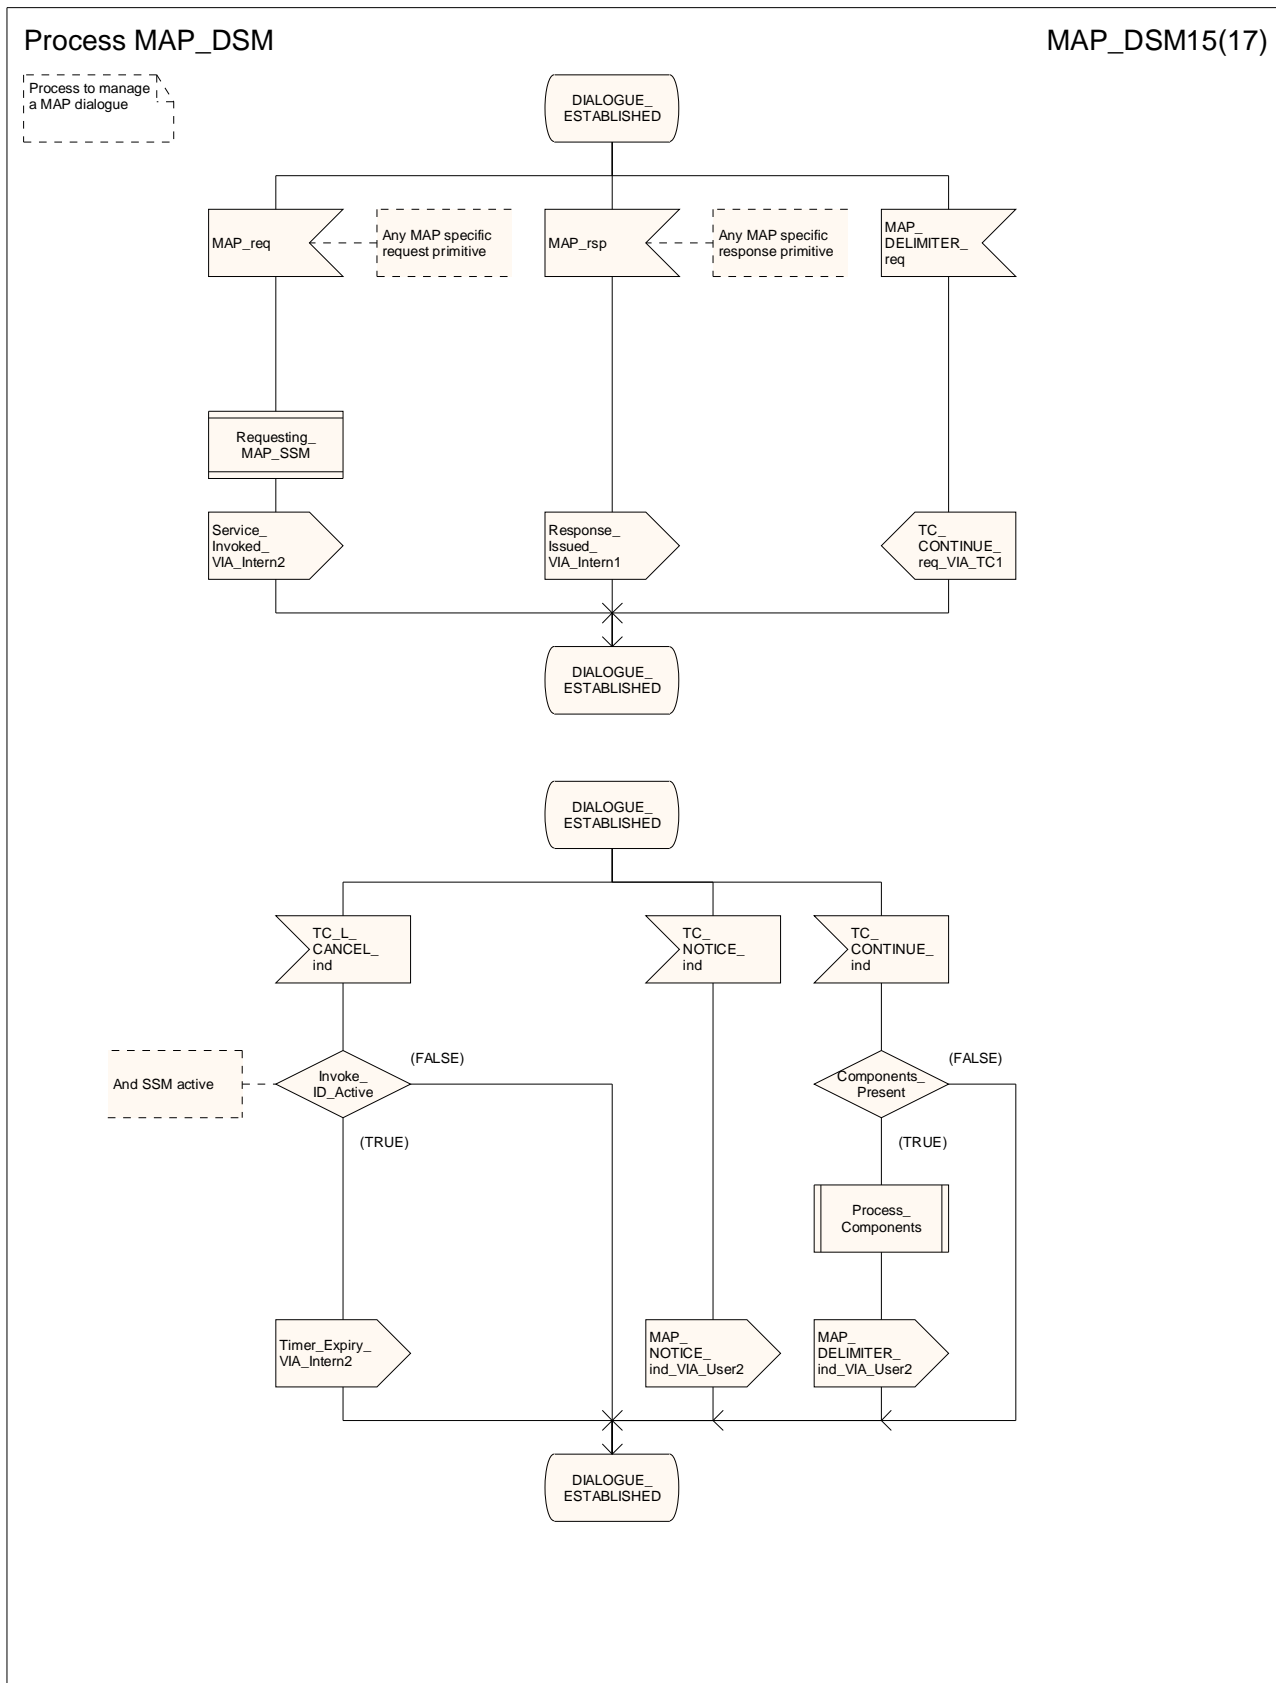 Process MAP_DSM
MAP_DSM15(17)
Process to manage
a MAP dialogue
DIALOGUE_
ESTABLISHED
MAP_req
Any MAP specific
request primitive
MAP_rsp
Any MAP specific
response primitive
MAP_
DELIMITER_
req
Requesting_
MAP_SSM
Service_
Invoked_
VIA_Intern2
Response_
Issued_
VIA_Intern1
TC_
CONTINUE_
req_VIA_TC1
DIALOGUE_
ESTABLISHED
DIALOGUE_
ESTABLISHED
TC_L_
CANCEL_
ind
TC_
NOTICE_
ind
TC_
CONTINUE_
ind
And SSM active
Invoke_
ID_Active
(FALSE)
(TRUE)
Components_
Present
(FALSE)
(TRUE)
Process_
Components
Timer_Expiry_
VIA_Intern2
MAP_
NOTICE_
ind_VIA_User2
MAP_
DELIMITER_
ind_VIA_User2
DIALOGUE_
ESTABLISHED